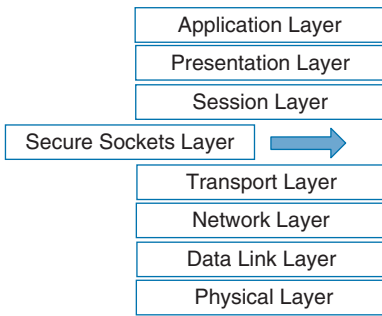 Application Layer
Presentation Layer
Session Layer
Secure Sockets Layer
Transport Layer
Network Layer
Data Link Layer
Physical Layer